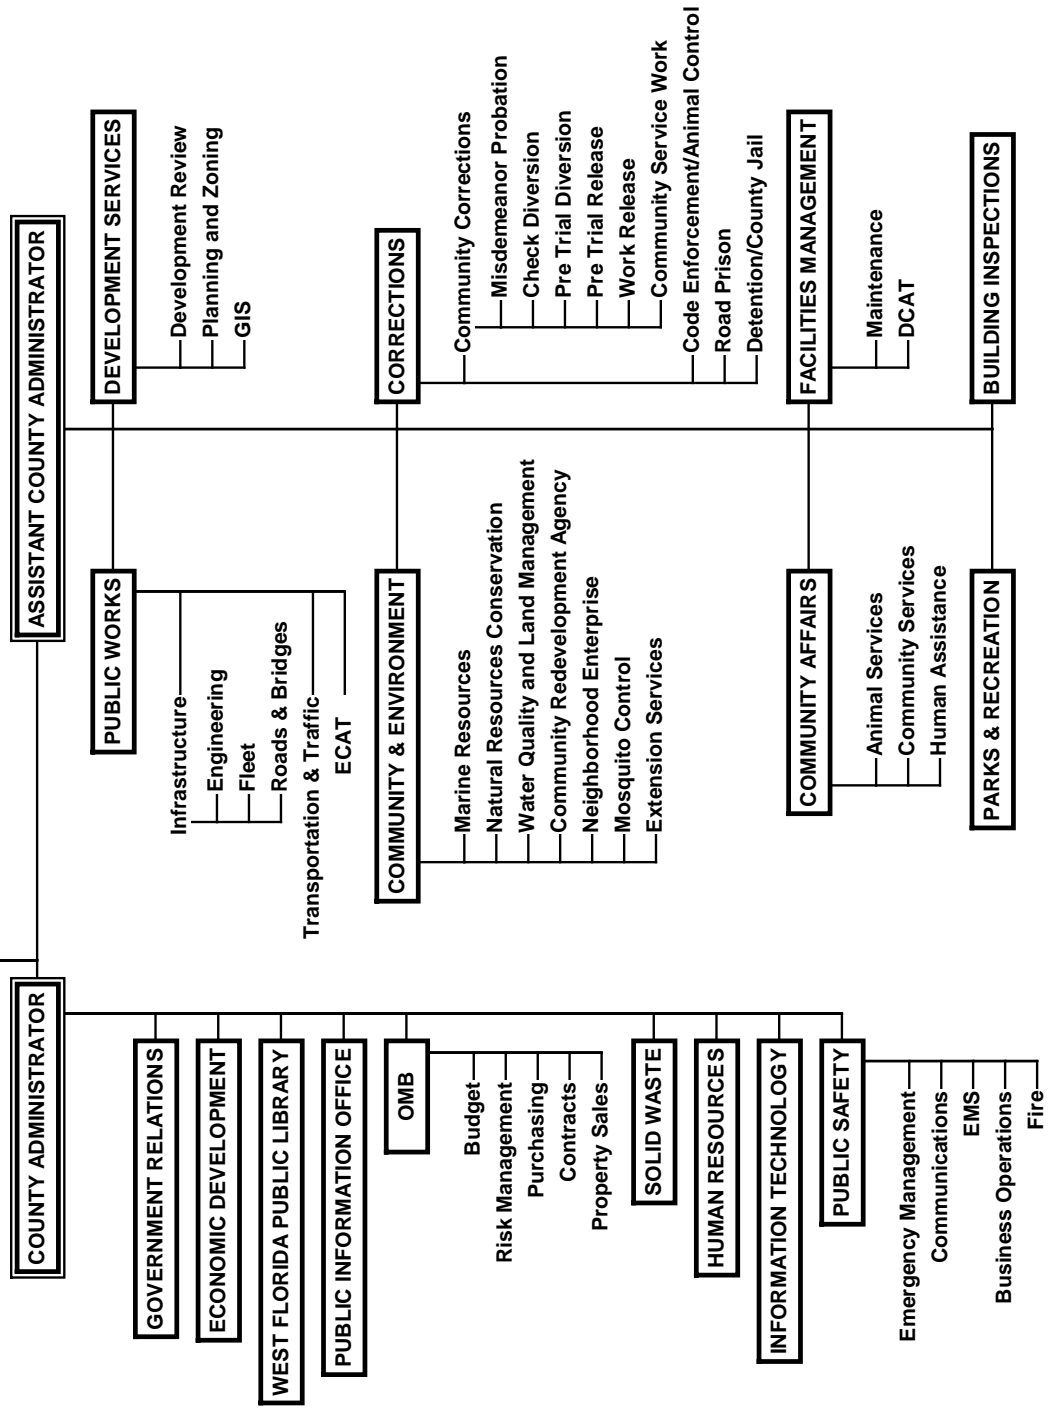 COUNTY ADMINISTRATOR
GOVERNMENT RELATIONS
ECONOMIC DEVELOPMENT
WEST FLORIDA PUBLIC LIBRARY
PUBLIC INFORMATION OFFICE
OMB
Budget
Risk Management
Purchasing
Contracts
Property Sales
SOLID WASTE
HUMAN RESOURCES
INFORMATION TECHNOLOGY
PUBLIC SAFETY
Emergency Management
Communications
EMS
Business Operations
Fire
ASSISTANT COUNTY ADMINISTRATOR
PUBLIC WORKS
Infrastructure
Engineering
Fleet
Roads & Bridges
Transportation & Traffic
ECAT
COMMUNITY & ENVIRONMENT
Marine Resources
Natural Resources Conservation
Water Quality and Land Management
Community Redevelopment Agency
Neighborhood Enterprise
Mosquito Control
Extension Services
COMMUNITY AFFAIRS
Animal Services
Community Services
Human Assistance
PARKS & RECREATION
DEVELOPMENT SERVICES
Development Review
Planning and Zoning
GIS
CORRECTIONS
Community Corrections
Misdemeanor Probation
Check Diversion
Pre Trial Diversion
Pre Trial Release
Work Release
Community Service Work
Code Enforcement/Animal Control
Road Prison
Detention/County Jail
FACILITIES MANAGEMENT
Maintenance
DCAT
BUILDING INSPECTIONS